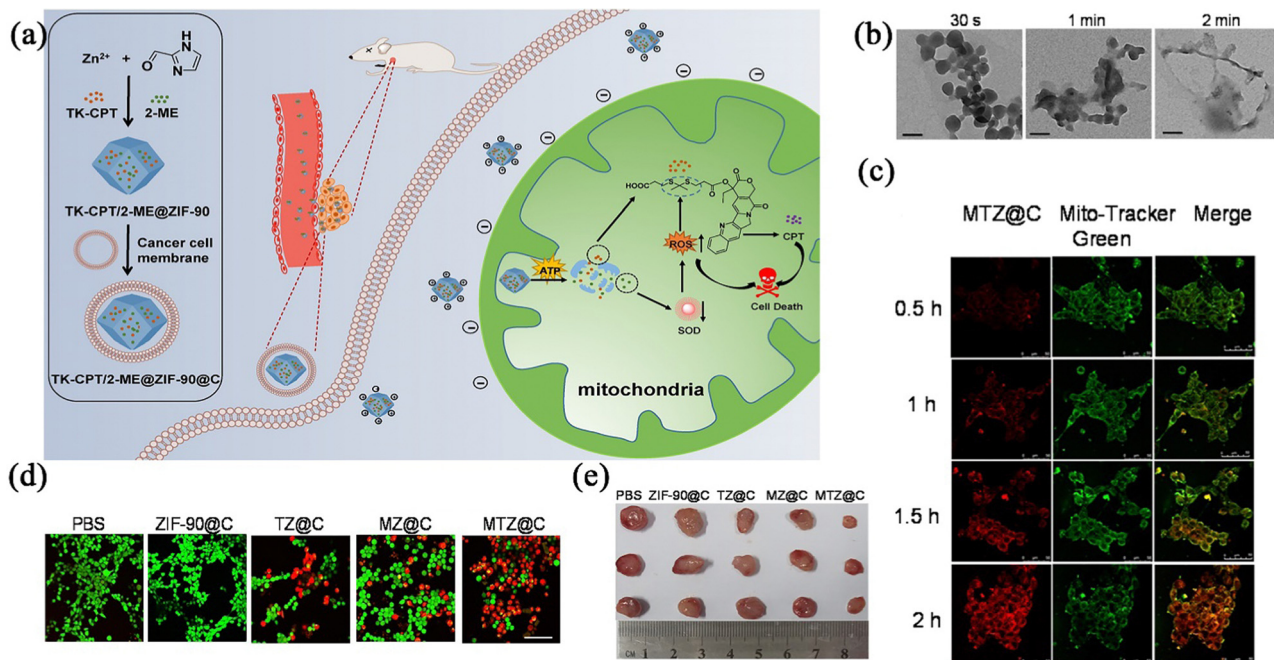 (a)
Zn2+ +
H
N
O
N
TK-CPT
2-ME
TK-CPT/2-ME@ZIF-90
Cancer cell
membrane
TK-CPT/2-ME@ZIF-90@C
HOOC
S
S
O
O
O
O
O
N
N
ATP
ROS
CPT
Cell Death
SOD
mitochondria
(b)
30 s
1 min
2 min
(c)
MTZ@C
Mito-Tracker
Green
Merge
0.5 h
1 h
1.5 h
2 h
(d)
PBS
ZIF-90@C
TZ@C
MZ@C
MTZ@C
(e)
PBS
ZIF-90@C
TZ@C
MZ@C
MTZ@C
CM 1 2 3 4 5 6 7 8